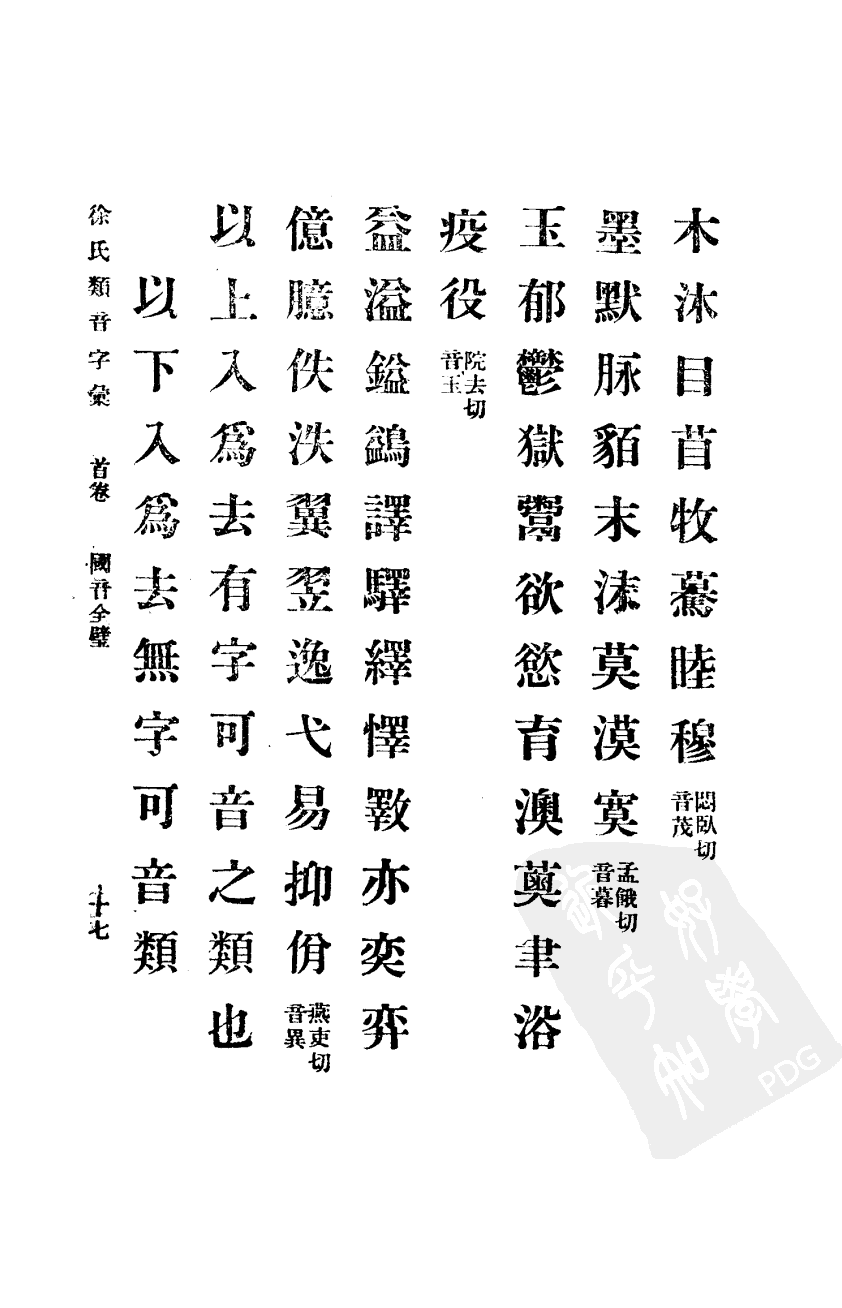 木沐目苜牧鶩睦穆悶臥切音茂
墨默脉貊末沫莫漠寞孟餓切音暮
玉郁鬱獄鬻欲慾育澳薁聿浴
疫役院去切音玉
益溢鎰鷁譯驛繹懌斁亦奕弈
億臆佚泆翼翌逸弋易抑佾燕吏切音異
以上入爲去有字可音之類也
以下入爲去無字可音類
徐氏類音字彙 首卷 國音全璧 十七
PDG